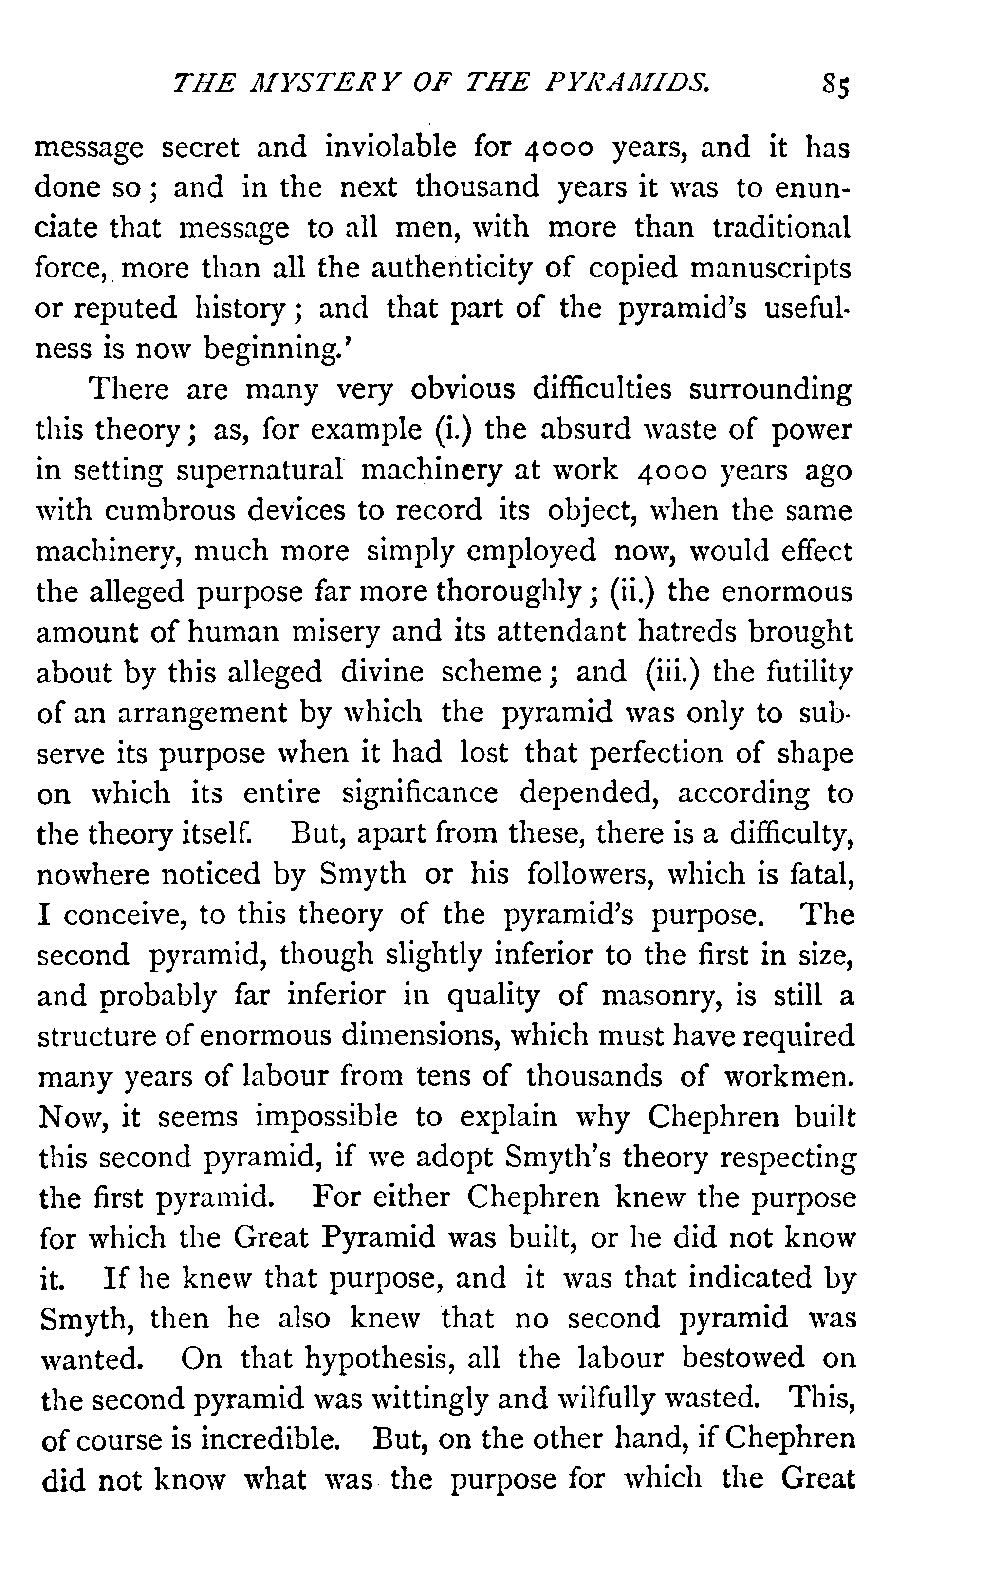 THE MYSTERY OF THE PYRAMIDS. 85
message secret and inviolable for 4000 years, and it has
done so; and in the next thousand years it was to enun-
ciate that message to all men, with more than traditional
force, more than all the authenticity of copied manuscripts
or reputed history; and that part of the pyramid's useful-
ness is now beginning.'
There are many very obvious difficulties surrounding
this theory; as, for example (i.) the absurd waste of power
in setting supernatural machinery at work 4000 years ago
with cumbrous devices to record its object, when the same
machinery, much more simply employed now, would effect
the alleged purpose far more thoroughly; (ii.) the enormous
amount of human misery and its attendant hatreds brought
about by this alleged divine scheme; and (iii.) the futility
of an arrangement by which the pyramid was only to sub-
serve its purpose when it had lost that perfection of shape
on which its entire significance depended, according to
the theory itself. But, apart from these, there is a difficulty,
nowhere noticed by Smyth or his followers, which is fatal,
I conceive, to this theory of the pyramid's purpose. The
second pyramid, though slightly inferior to the first in size,
and probably far inferior in quality of masonry, is still a
structure of enormous dimensions, which must have required
many years of labour from tens of thousands of workmen.
Now, it seems impossible to explain why Chephren built
this second pyramid, if we adopt Smyth's theory respecting
the first pyramid. For either Chephren knew the purpose
for which the Great Pyramid was built, or he did not know
it. If he knew that purpose, and it was that indicated by
Smyth, then he also knew that no second pyramid was
wanted. On that hypothesis, all the labour bestowed on
the second pyramid was wittingly and wilfully wasted. This,
of course is incredible. But, on the other hand, if Chephren
did not know what was the purpose for which the Great